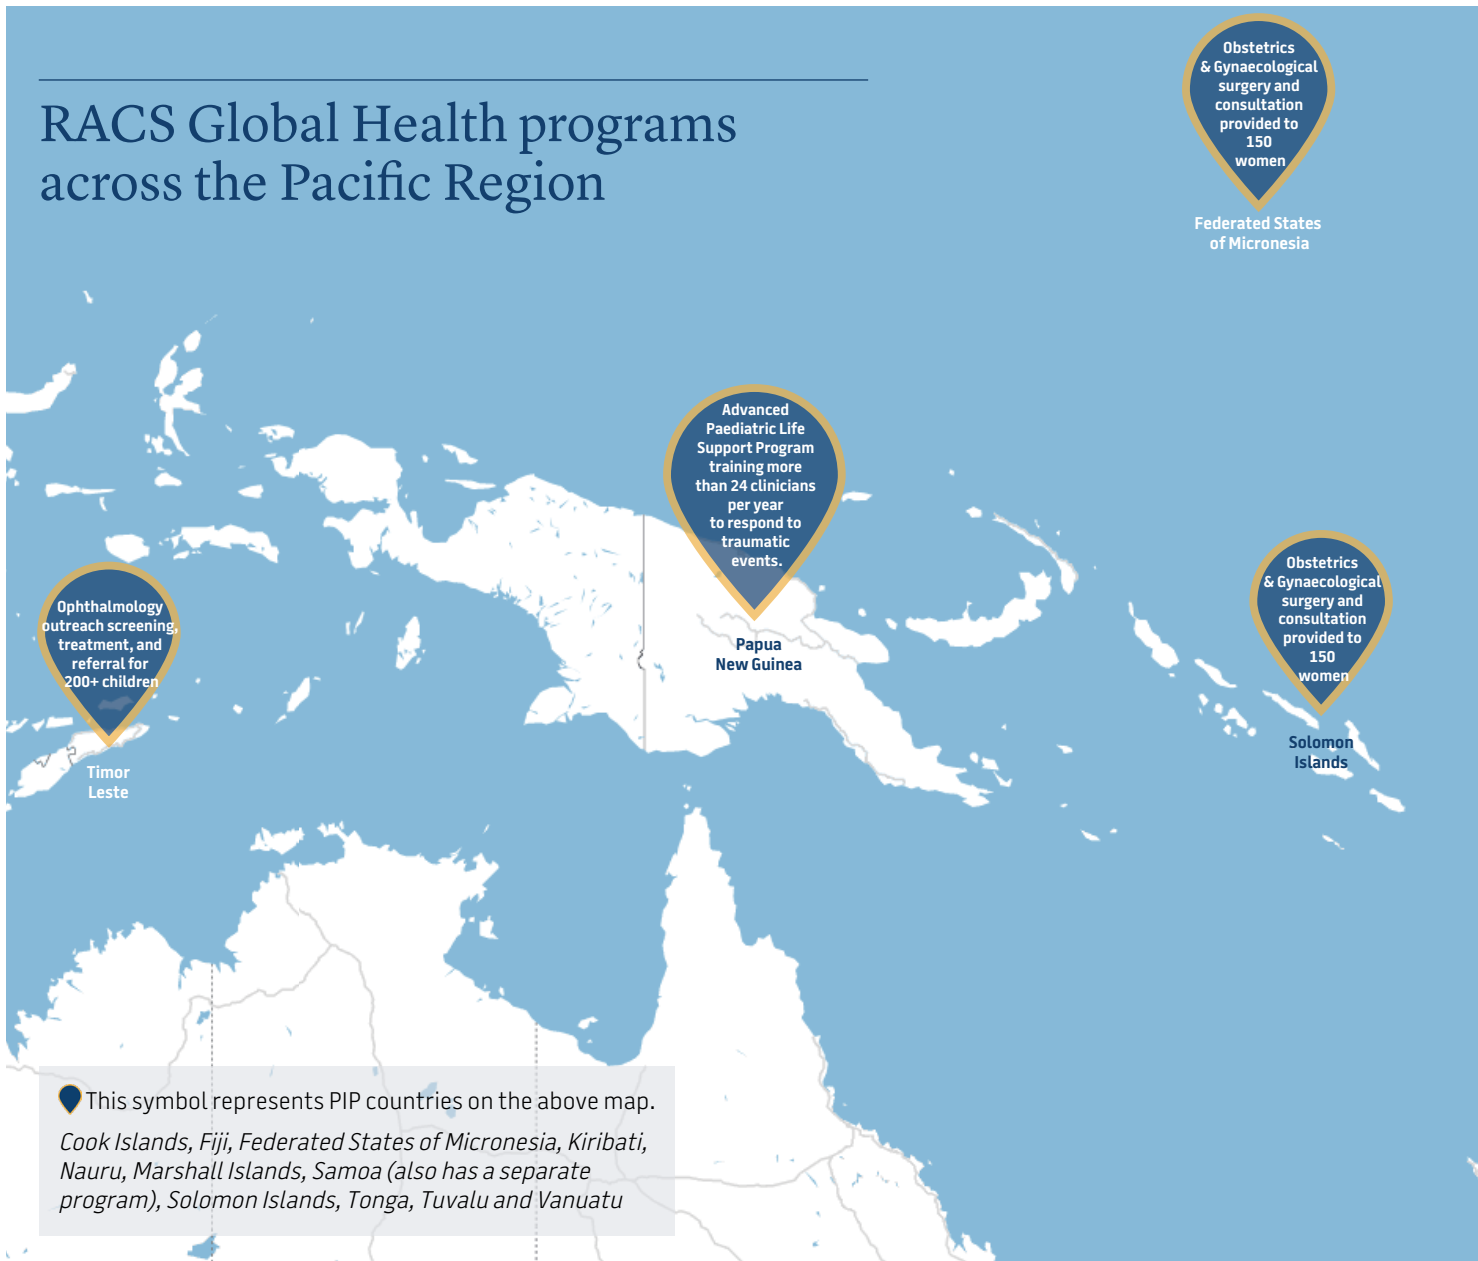 RACS Global Health programs
across the Pacific Region
Obstetrics
& Gynaecological
surgery and
consultation
provided to
150
women
Federated States
of Micronesia
Advanced
Paediatric Life
Support Program
training more
than 24 clinicians
per year
to respond to
traumatic
events.
Papua
New Guinea
Obstetrics
& Gynaecological
surgery and
consultation
provided to
150
women
Solomon
Islands
Ophthalmology
outreach screening,
treatment, and
referral for
200+ children
Timor
Leste
This symbol represents PIP countries on the above map.
Cook Islands, Fiji, Federated States of Micronesia, Kiribati,
Nauru, Marshall Islands, Samoa (also has a separate
program), Solomon Islands, Tonga, Tuvalu and Vanuatu